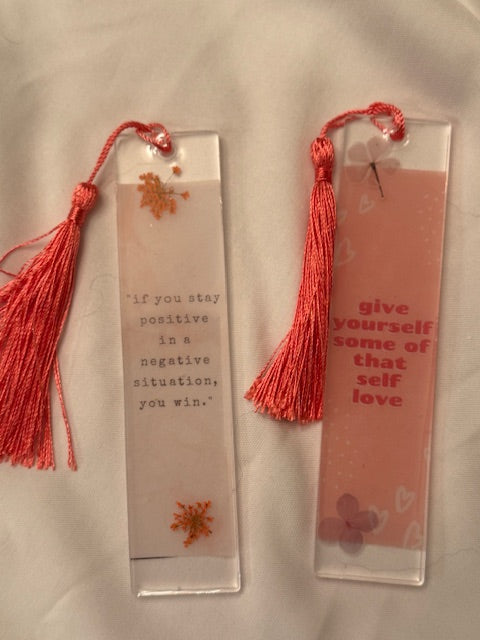 "if you stay
positive
in a
negative
situation,
you win."
give
yourself
some of
that
self
love